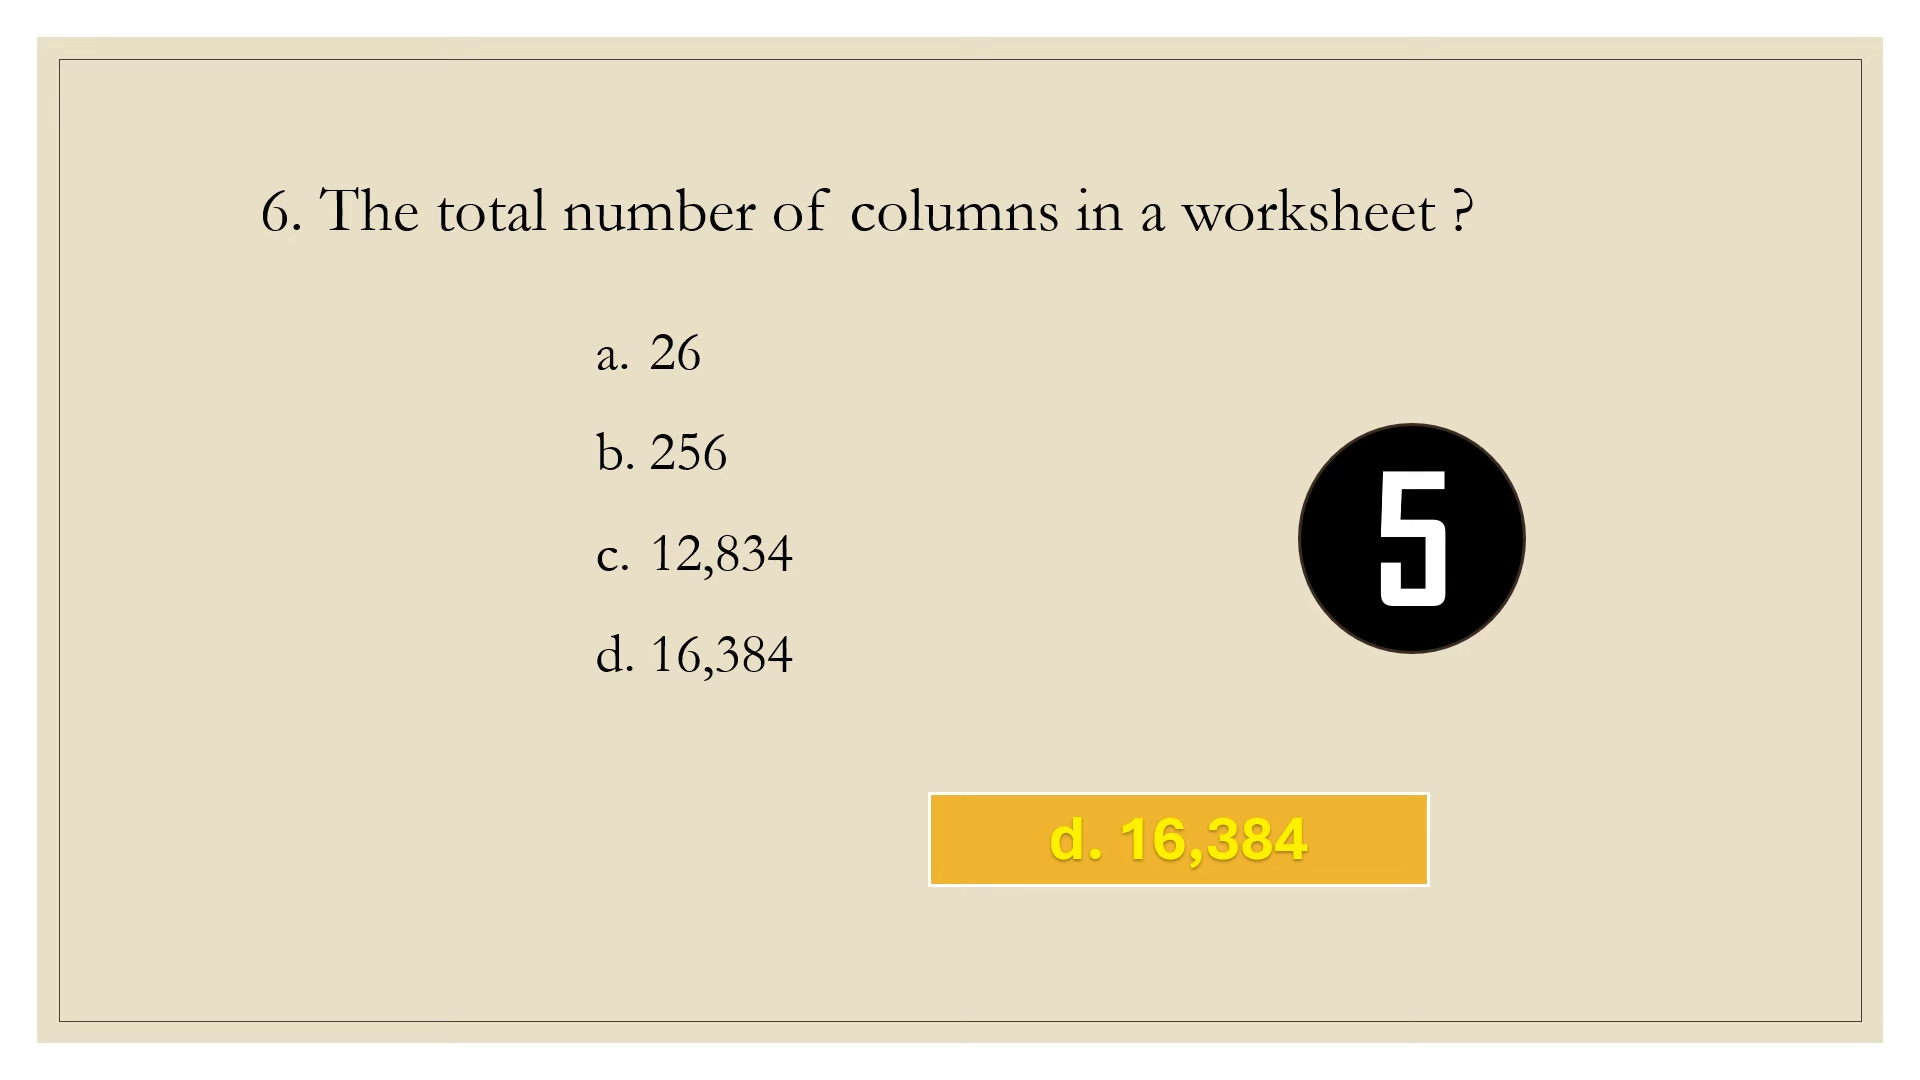 6. The total number of columns in a worksheet ?
a. 26
b. 256
c. 12,834
d. 16,384
5
d. 16,384